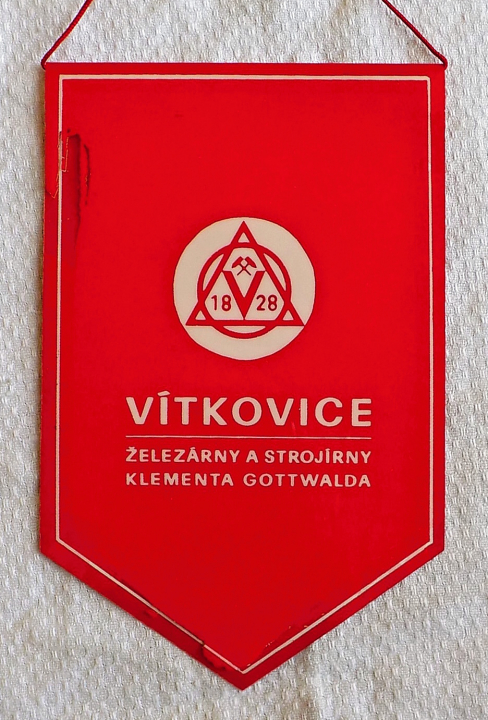 18 28
VÍTKOVICE
ŽELEZÁRNY A STROJÍRNY
KLEMENTA GOTTWALDA